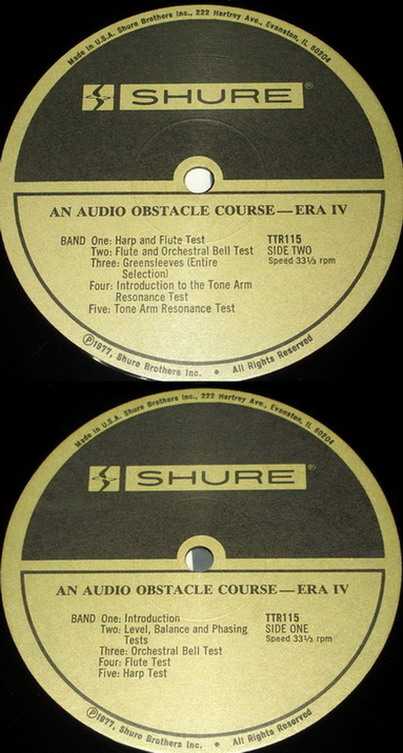 Made in U.S.A. Shure Brothers Inc., 222 Hartrey Ave., Evanston, IL 60204
SHURE®
AN AUDIO OBSTACLE COURSE—ERA IV
BAND One: Harp and Flute Test
Two: Flute and Orchestral Bell Test
Three: Greensleeves (Entire
Selection)
Four: Introduction to the Tone Arm
Resonance Test
Five: Tone Arm Resonance Test
TTR115
SIDE TWO
Speed 33⅓ rpm
Ⓟ1977, Shure Brothers Inc. • All Rights Reserved
Made in U.S.A. Shure Brothers Inc., 222 Hartrey Ave., Evanston, IL 60204
SHURE®
AN AUDIO OBSTACLE COURSE—ERA IV
BAND One: Introduction
Two: Level, Balance and Phasing
Tests
Three: Orchestral Bell Test
Four: Flute Test
Five: Harp Test
TTR115
SIDE ONE
Speed 33⅓ rpm
Ⓟ1977, Shure Brothers Inc. • All Rights Reserved